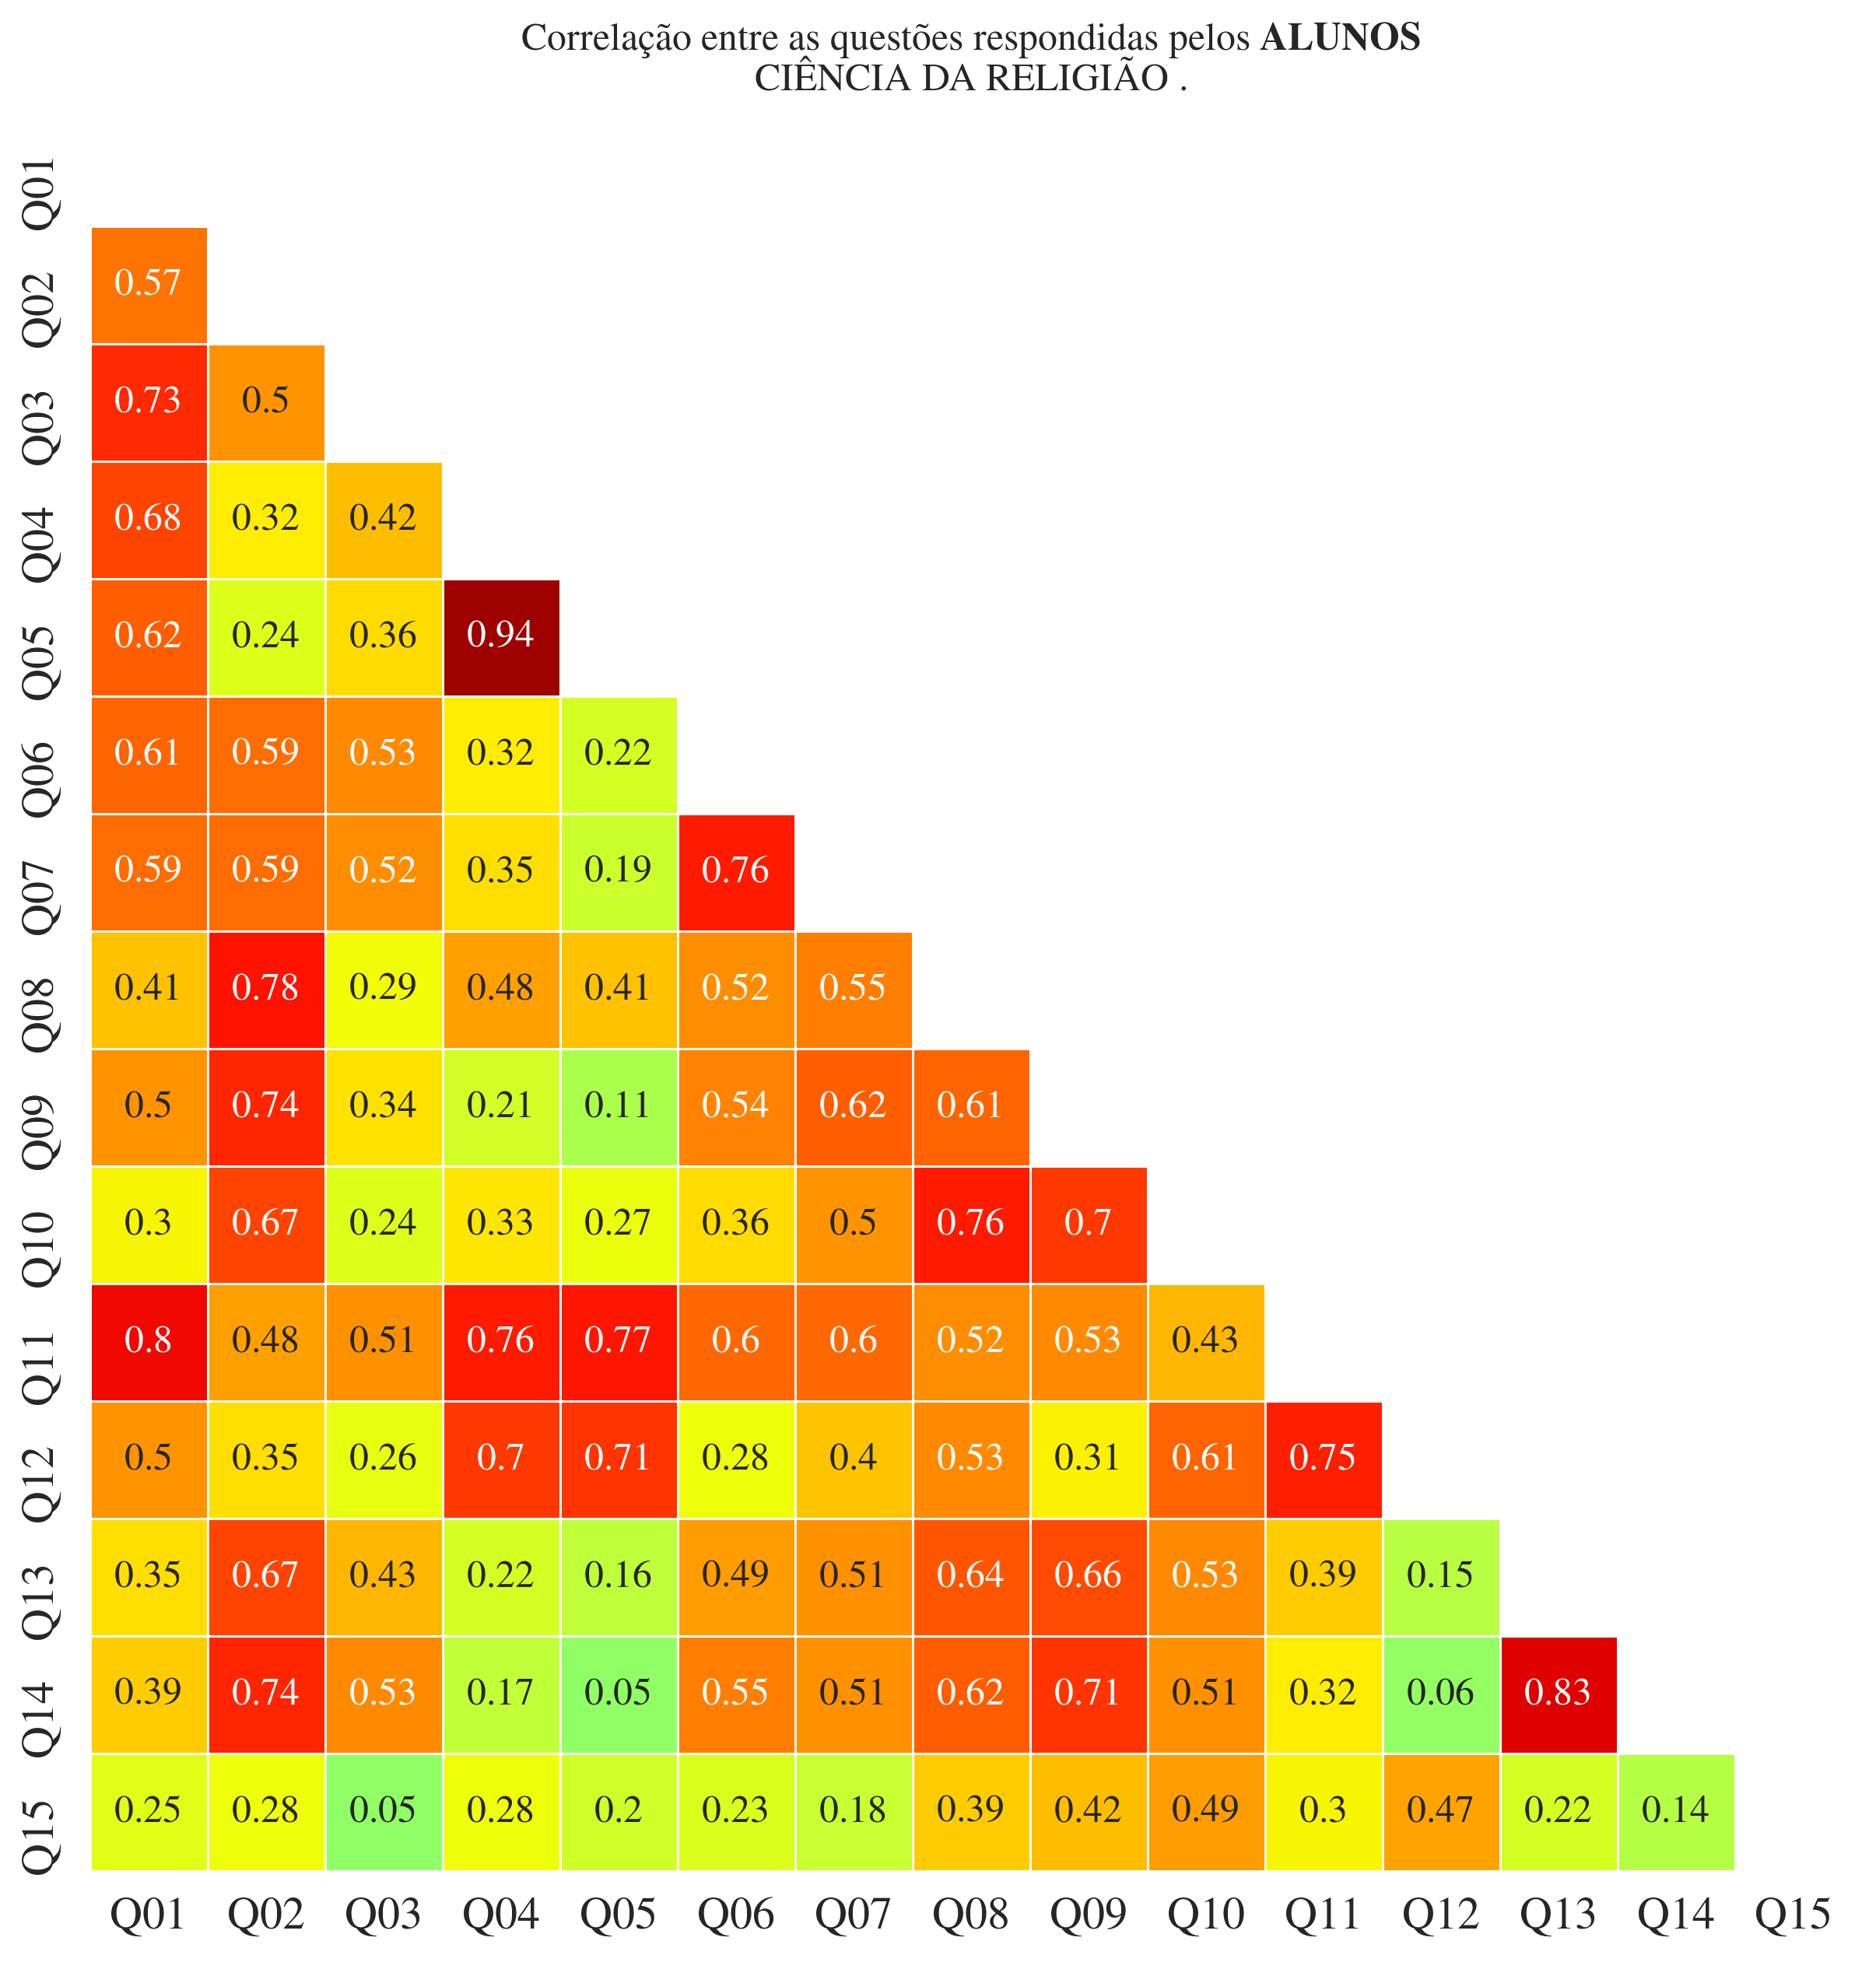 Correlação entre as questões respondidas pelos ALUNOS
CIÊNCIA DA RELIGIÃO .
Q01
Q02 0.57
Q03 0.73 0.5
Q04 0.68 0.32 0.42
Q05 0.62 0.24 0.36 0.94
Q06 0.61 0.59 0.53 0.32 0.22
Q07 0.59 0.59 0.52 0.35 0.19 0.76
Q08 0.41 0.78 0.29 0.48 0.41 0.52 0.55
Q09 0.5 0.74 0.34 0.21 0.11 0.54 0.62 0.61
Q10 0.3 0.67 0.24 0.33 0.27 0.36 0.5 0.76 0.7
Q11 0.8 0.48 0.51 0.76 0.77 0.6 0.6 0.52 0.53 0.43
Q12 0.5 0.35 0.26 0.7 0.71 0.28 0.4 0.53 0.31 0.61 0.75
Q13 0.35 0.67 0.43 0.22 0.16 0.49 0.51 0.64 0.66 0.53 0.39 0.15
Q14 0.39 0.74 0.53 0.17 0.05 0.55 0.51 0.62 0.71 0.51 0.32 0.06 0.83
Q15 0.25 0.28 0.05 0.28 0.2 0.23 0.18 0.39 0.42 0.49 0.3 0.47 0.22 0.14
Q01 Q02 Q03 Q04 Q05 Q06 Q07 Q08 Q09 Q10 Q11 Q12 Q13 Q14 Q15